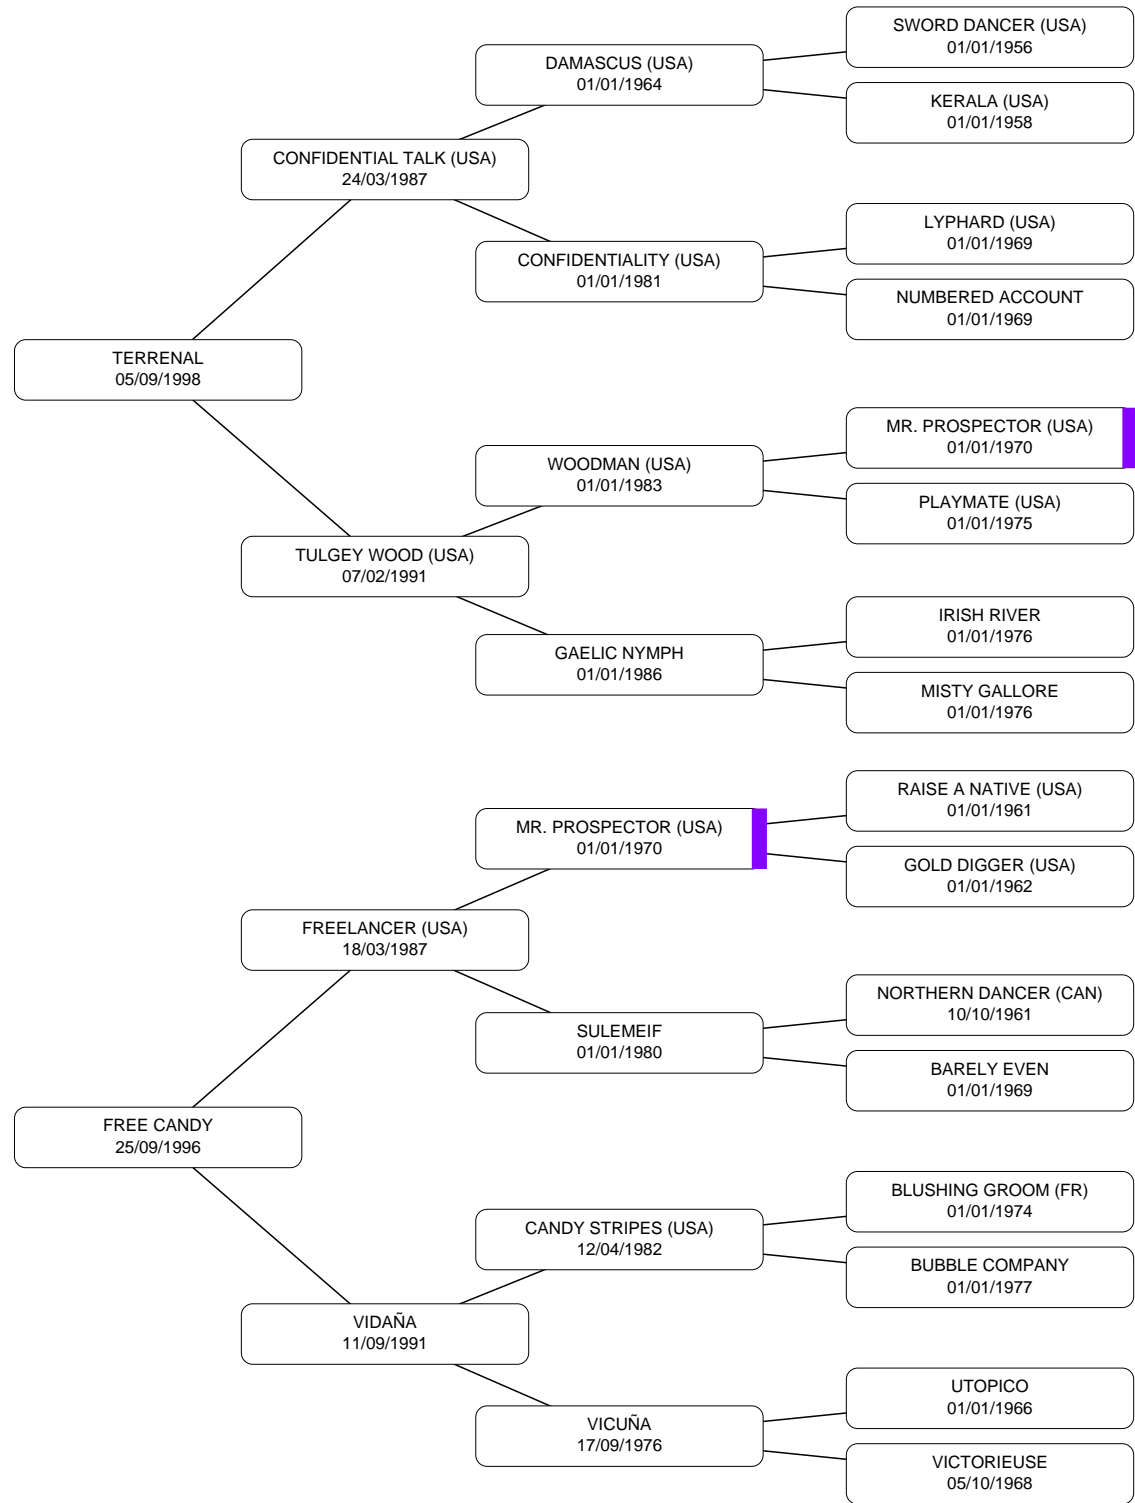 SWORD DANCER (USA)
01/01/1956
DAMASCUS (USA)
01/01/1964
KERALA (USA)
01/01/1958
CONFIDENTIAL TALK (USA)
24/03/1987
LYPHARD (USA)
01/01/1969
CONFIDENTIALITY (USA)
01/01/1981
NUMBERED ACCOUNT
01/01/1969
TERRENAL
05/09/1998
MR. PROSPECTOR (USA)
01/01/1970
WOODMAN (USA)
01/01/1983
PLAYMATE (USA)
01/01/1975
TULGEY WOOD (USA)
07/02/1991
IRISH RIVER
01/01/1976
GAELIC NYMPH
01/01/1986
MISTY GALLORE
01/01/1976
RAISE A NATIVE (USA)
01/01/1961
MR. PROSPECTOR (USA)
01/01/1970
GOLD DIGGER (USA)
01/01/1962
FREELANCER (USA)
18/03/1987
NORTHERN DANCER (CAN)
10/10/1961
SULEMEIF
01/01/1980
BARELY EVEN
01/01/1969
FREE CANDY
25/09/1996
BLUSHING GROOM (FR)
01/01/1974
CANDY STRIPES (USA)
12/04/1982
BUBBLE COMPANY
01/01/1977
VIDAÑA
11/09/1991
UTOPICO
01/01/1966
VICUÑA
17/09/1976
VICTORIEUSE
05/10/1968